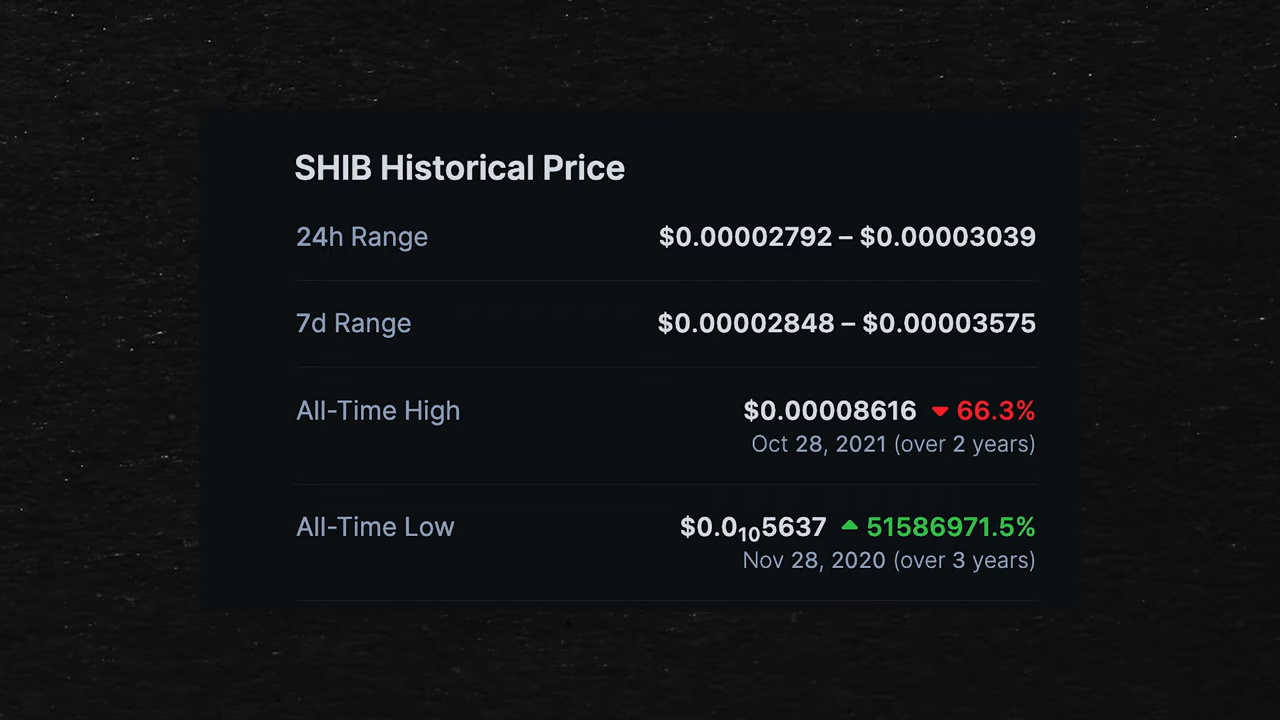 SHIB Historical Price
24h Range $0.00002792 – $0.00003039
7d Range $0.00002848 – $0.00003575
All-Time High $0.00008616 ▼ 66.3%
Oct 28, 2021 (over 2 years)
All-Time Low $0.0₁₀5637 ▲ 51586971.5%
Nov 28, 2020 (over 3 years)